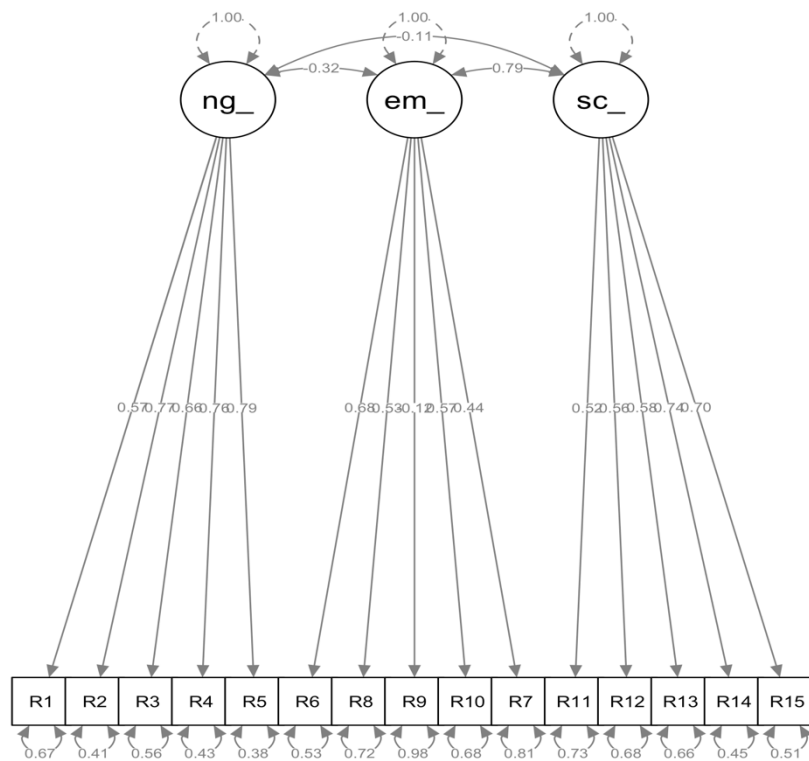 1.00 1.00 1.00
-0.11
-0.32 0.79
ng_ em_ sc_
0.57 0.77 0.66 0.76 0.79 0.68 0.53 -0.12 0.57 0.44 0.52 0.56 0.58 0.74 0.70
R1 R2 R3 R4 R5 R6 R8 R9 R10 R7 R11 R12 R13 R14 R15
0.67 0.41 0.56 0.43 0.38 0.53 0.72 0.98 0.68 0.81 0.73 0.68 0.66 0.45 0.51